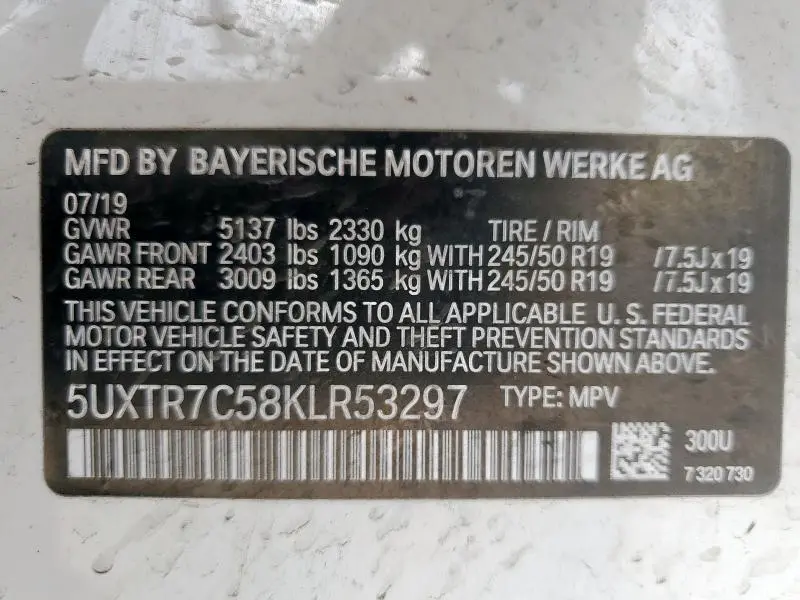 MFD BY BAYERISCHE MOTOREN WERKE AG
07/19
GVWR 5137 lbs 2330 kg TIRE / RIM
GAWR FRONT 2403 lbs 1090 kg WITH 245/50 R19 /7.5J x 19
GAWR REAR 3009 lbs 1365 kg WITH 245/50 R19 /7.5J x 19
THIS VEHICLE CONFORMS TO ALL APPLICABLE U. S. FEDERAL
MOTOR VEHICLE SAFETY AND THEFT PREVENTION STANDARDS
IN EFFECT ON THE DATE OF MANUFACTURE SHOWN ABOVE.
5UXTR7C58KLR53297 TYPE: MPV
300U
7 320 730